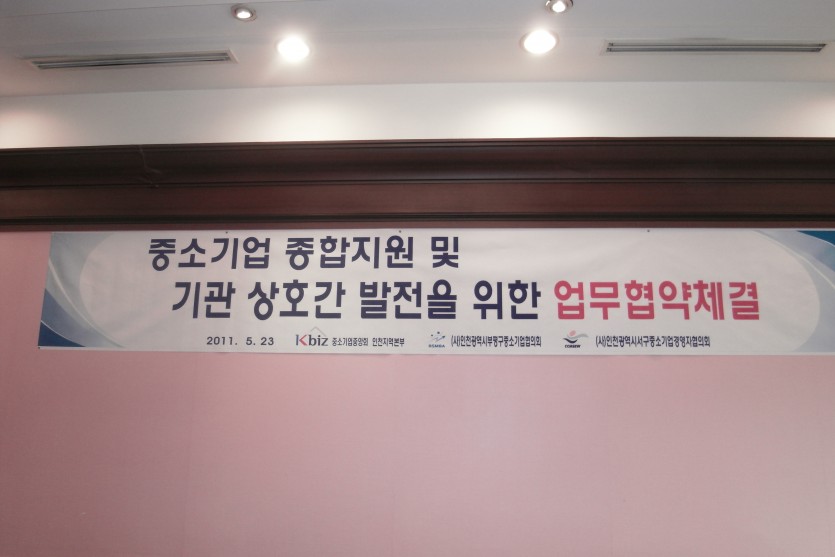 중소기업 종합지원 및
기관 상호간 발전을 위한 업무협약체결
2011. 5. 23 Kbiz 중소기업중앙회 인천지역본부 (사)인천광역시부평구중소기업협의회 (사)인천광역시서구중소기업경영자협의회